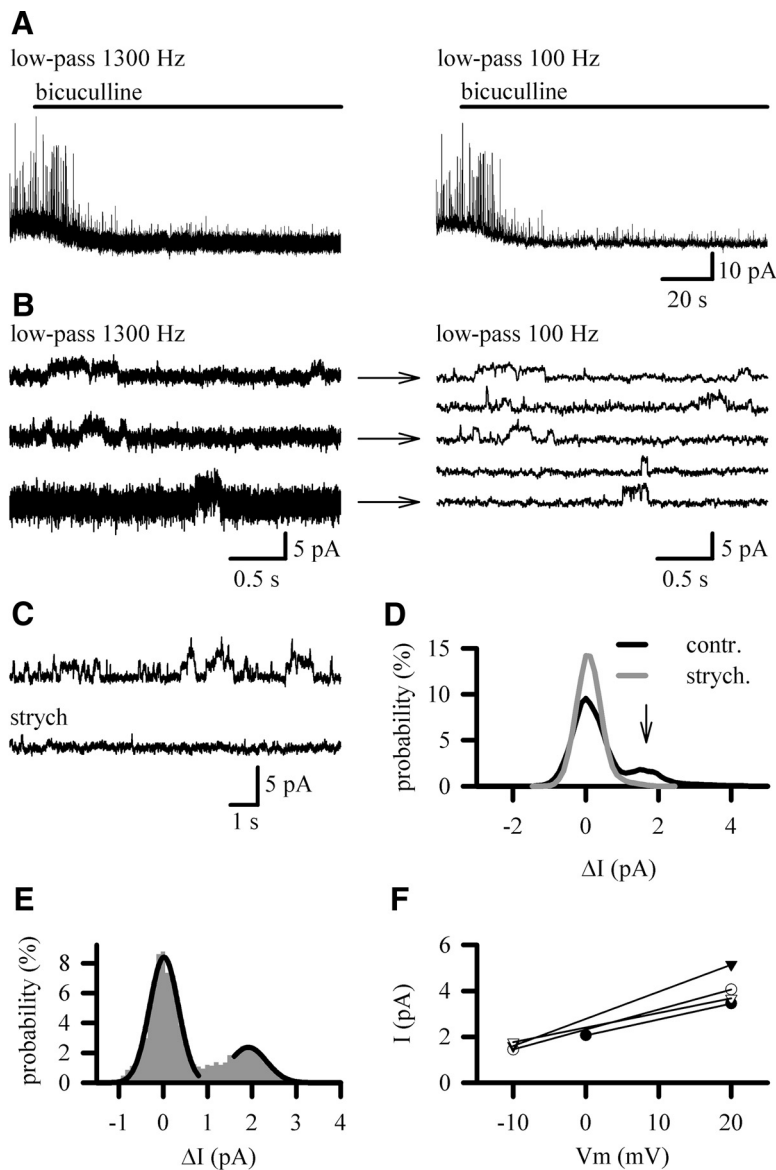 A
low-pass 1300 Hz
low-pass 100 Hz
bicuculline
bicuculline
10 pA
20 s
B
low-pass 1300 Hz
low-pass 100 Hz
5 pA
0.5 s
5 pA
0.5 s
C
strych
5 pA
1 s
D
probability (%)
15
10
5
0
-2 0 2 4
ΔI (pA)
contr.
strych.
E
probability (%)
8
6
4
2
0
-1 0 1 2 3 4
ΔI (pA)
F
I (pA)
6
4
2
0
-10 0 10 20
Vm (mV)